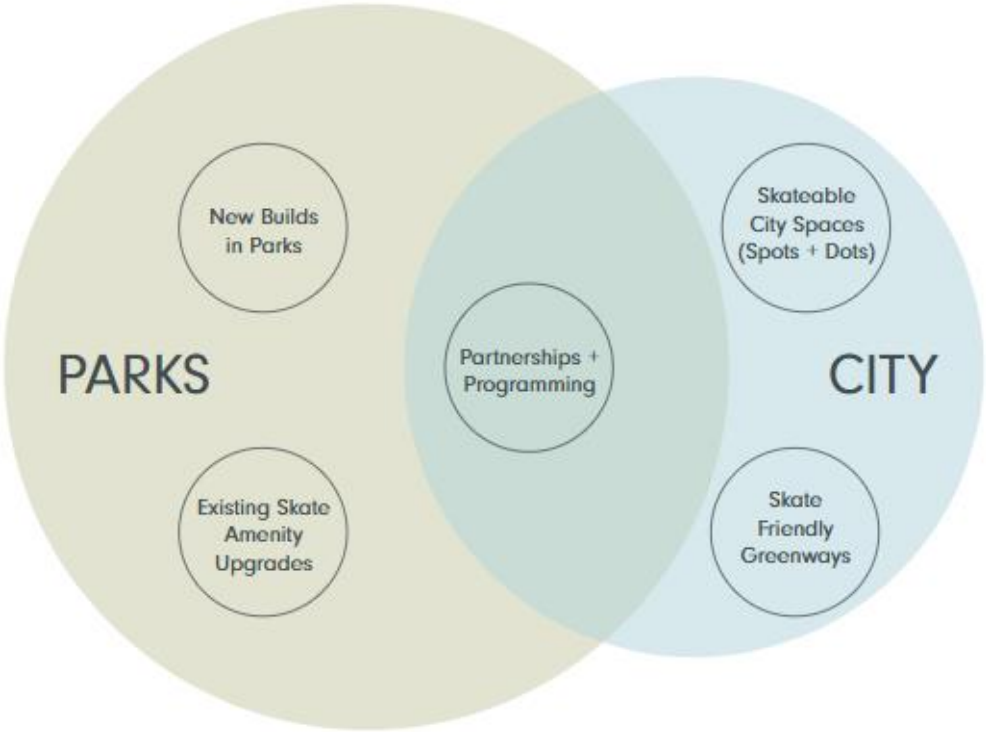 PARKS
New Builds
in Parks
Existing Skate
Amenity
Upgrades
Partnerships +
Programming
Skateable
City Spaces
(Spots + Dots)
CITY
Skate
Friendly
Greenways